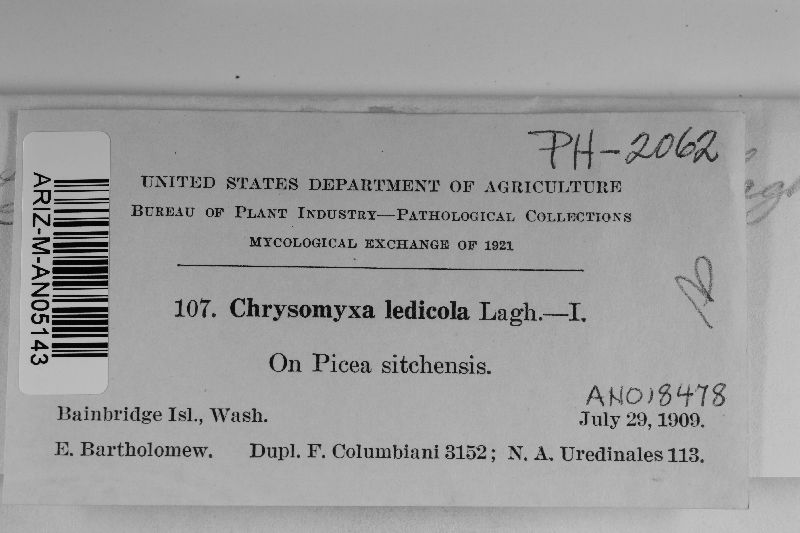 PH-2062
UNITED STATES DEPARTMENT OF AGRICULTURE
BUREAU OF PLANT INDUSTRY—PATHOLOGICAL COLLECTIONS
MYCOLOGICAL EXCHANGE OF 1921
ARIZ-M-AN05143
107. Chrysomyxa ledicola Lagh.—I.
On Picea sitchensis.
AN018478
Bainbridge Isl., Wash. July 29, 1909.
E. Bartholomew. Dupl. F. Columbiani 3152; N. A. Uredinales 113.